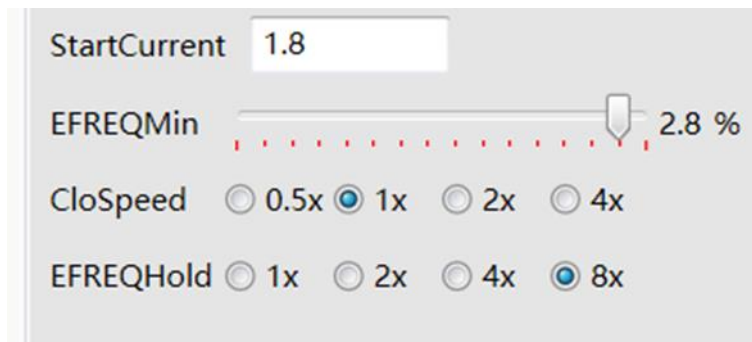 StartCurrent 1.8
EFREQMin 2.8 %
CloSpeed 0.5x 1x 2x 4x
EFREQHold 1x 2x 4x 8x